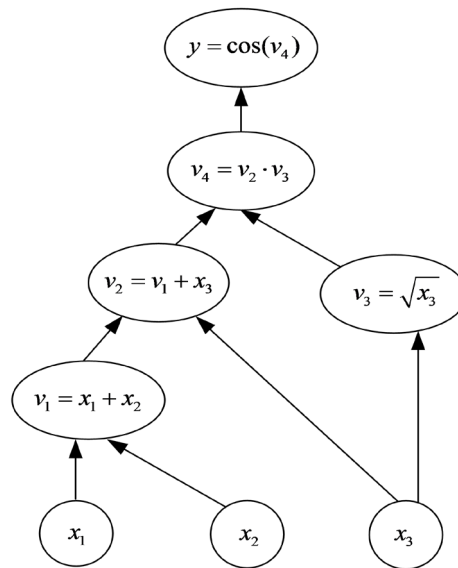 y = cos(v₄)
v₄ = v₂ · v₃
v₂ = v₁ + x₃
v₃ = √x₃
v₁ = x₁ + x₂
x₁
x₂
x₃